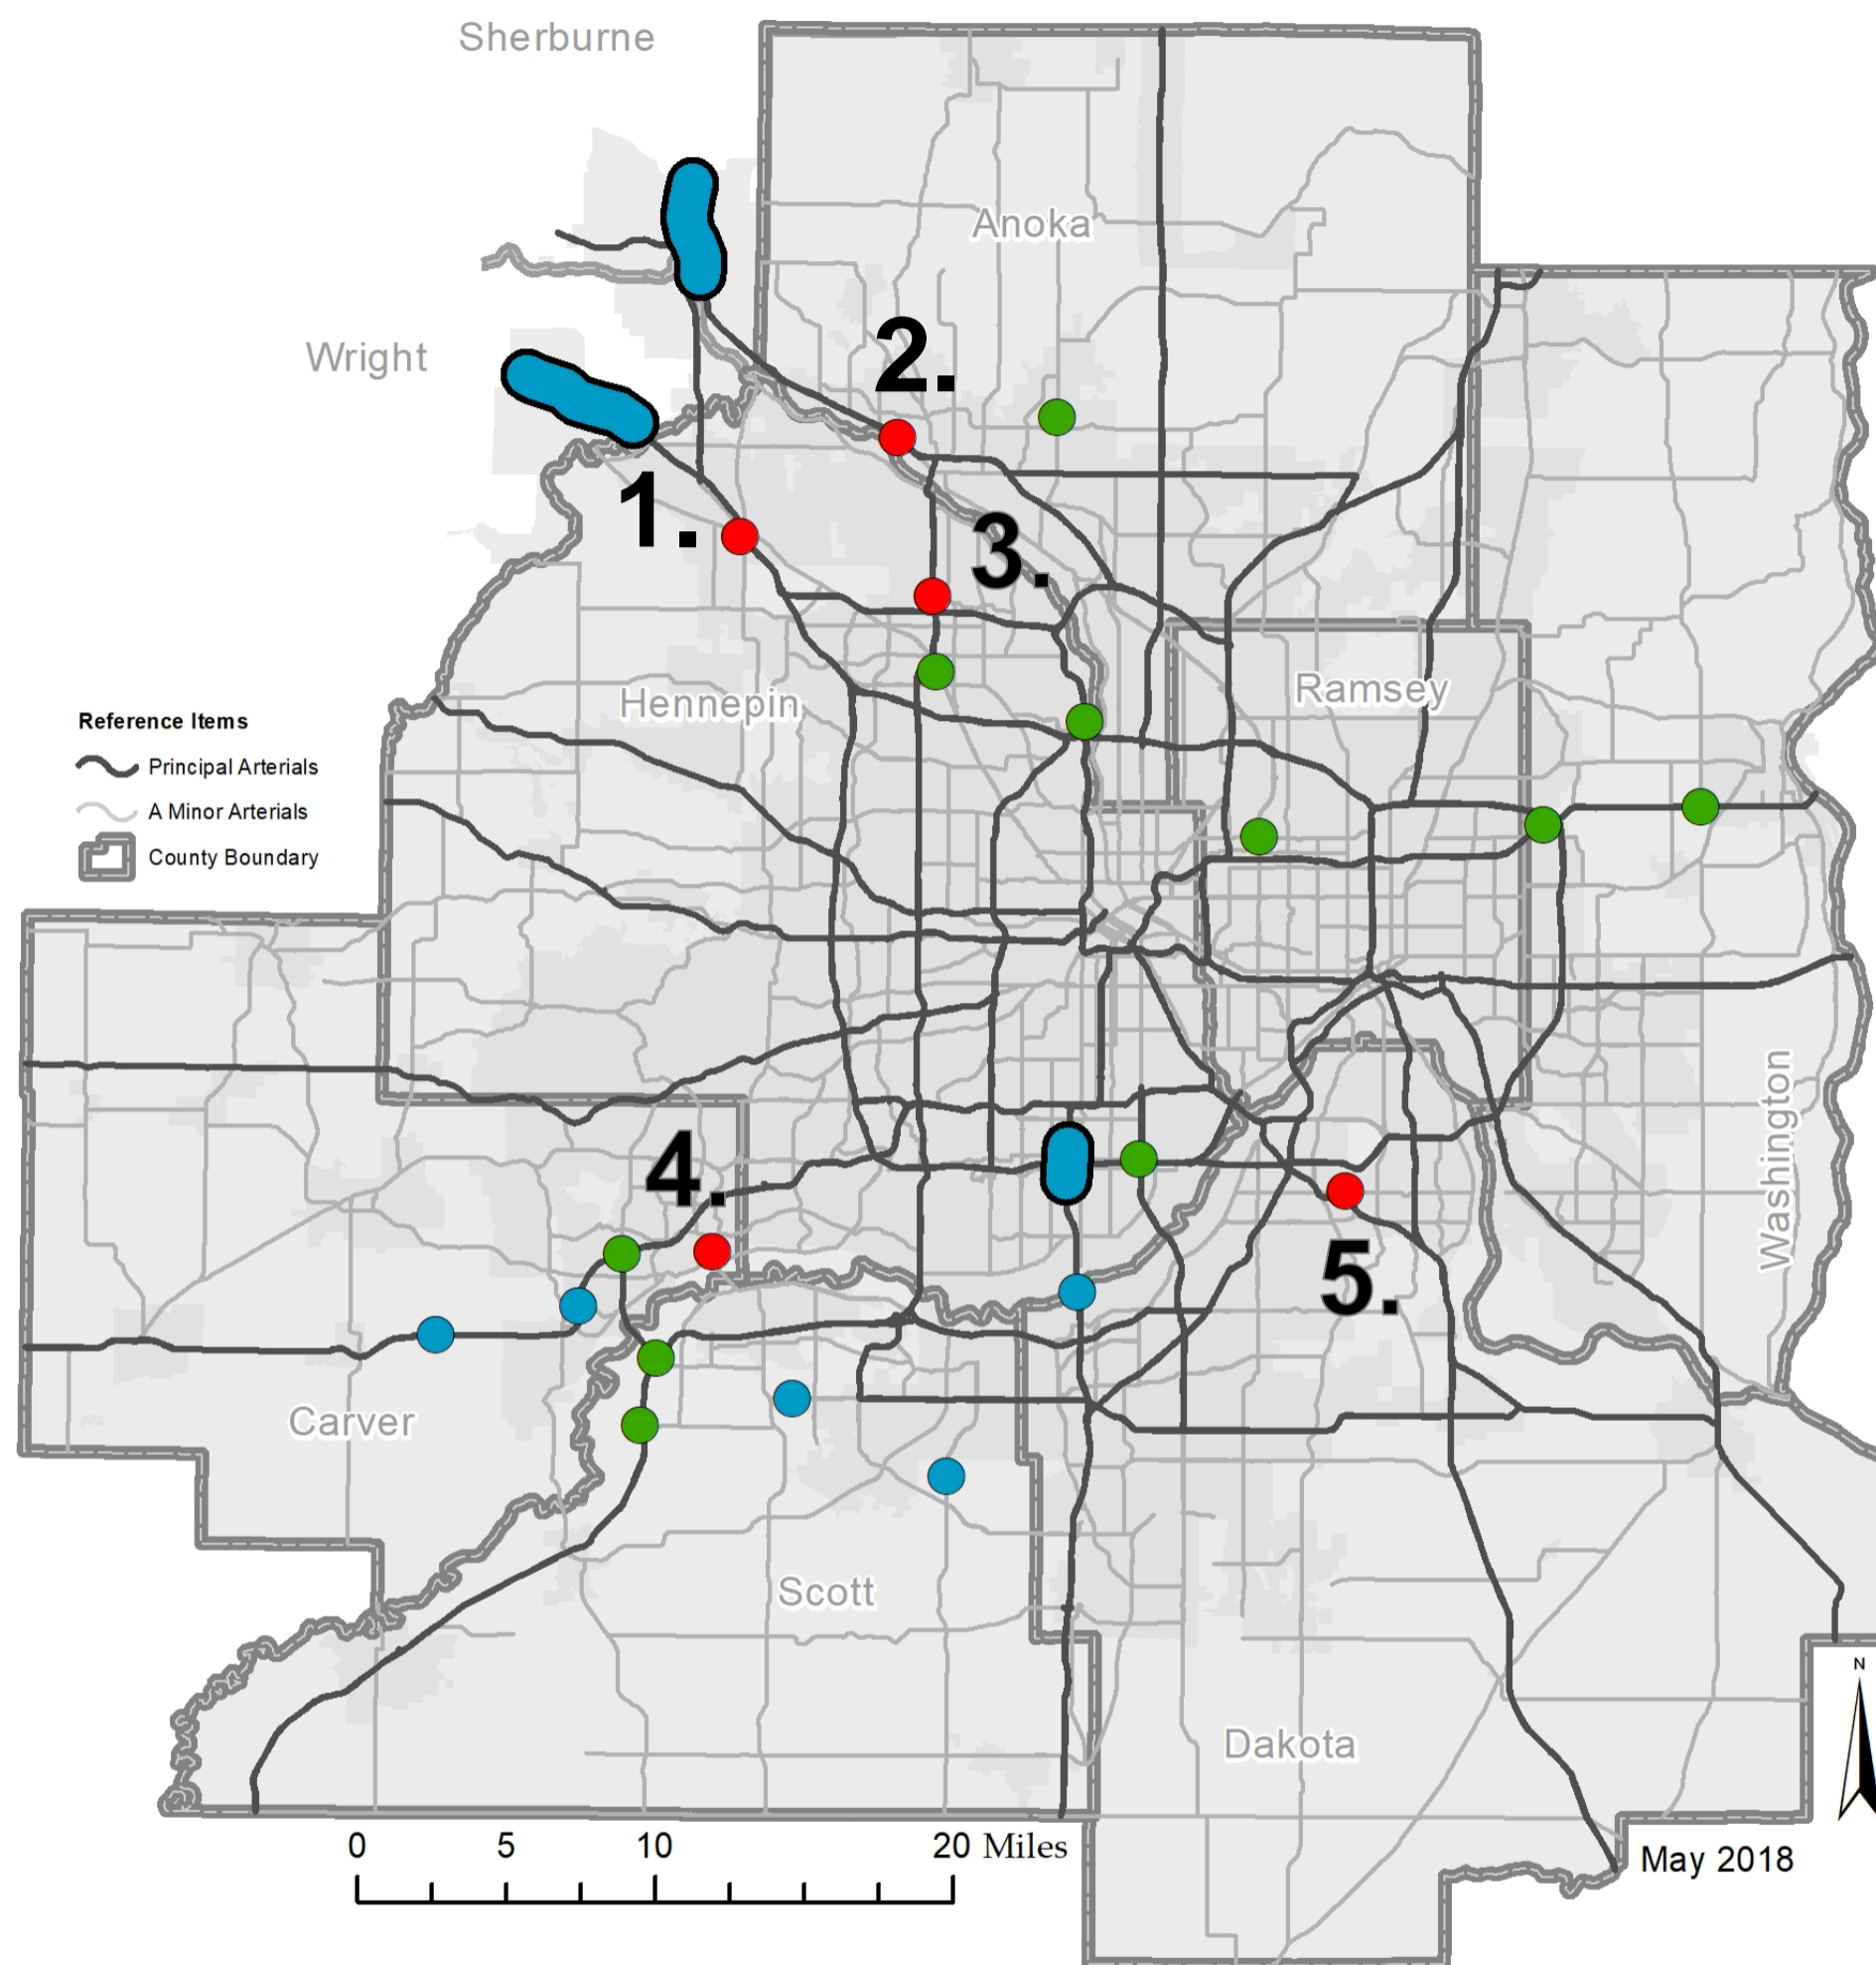 Sherburne
Anoka
2.
Wright
1.
3.
Ramsey
Hennepin
Reference Items
Principal Arterials
A Minor Arterials
County Boundary
Washington
4.
5.
Carver
Scott
N
Dakota
0 5 10 20 Miles
May 2018